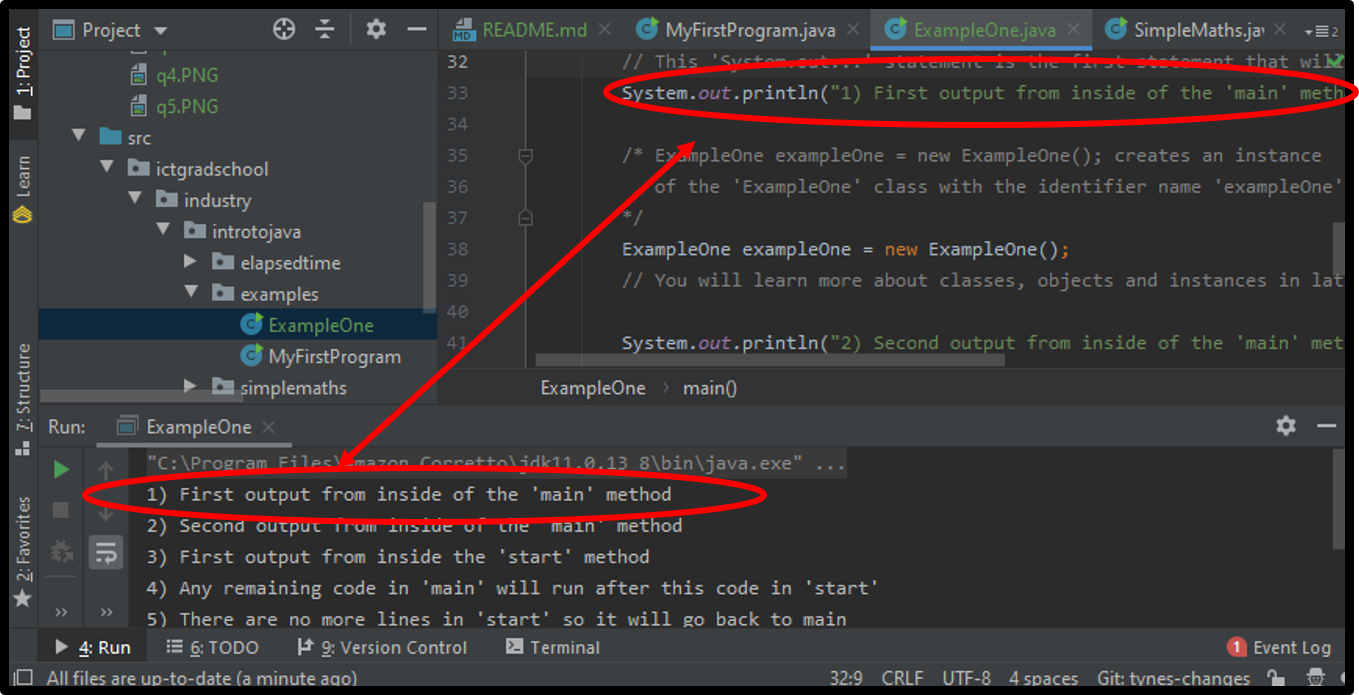 1: Project
Learn
7: Structure
2: Favorites
Project
q4.PNG
q5.PNG
src
ictgradschool
industry
introtojava
elapsedtime
examples
ExampleOne
MyFirstProgram
simplemaths
MD README.md
MyFirstProgram.java
ExampleOne.java
SimpleMaths.jav
2
32 // This 'System.out...' statement is the first statement that will
33 System.out.println("1) First output from inside of the 'main' meth
34
35 /* ExampleOne exampleOne = new ExampleOne(); creates an instance
36 of the 'ExampleOne' class with the identifier name 'exampleOne'
37 */
38 ExampleOne exampleOne = new ExampleOne();
39 // You will learn more about classes, objects and instances in lat
40
41 System.out.println("2) Second output from inside of the 'main' met
ExampleOne › main()
Run: ExampleOne
"C:\Program Files\Amazon Corretto\jdk11.0.13_8\bin\java.exe" ...
1) First output from inside of the 'main' method
2) Second output from inside of the 'main' method
3) First output from inside the 'start' method
4) Any remaining code in 'main' will run after this code in 'start'
5) There are no more lines in 'start' so it will go back to main
4: Run
6: TODO
9: Version Control
Terminal
1 Event Log
All files are up-to-date (a minute ago)
32:9 CRLF UTF-8 4 spaces Git: tynes-changes